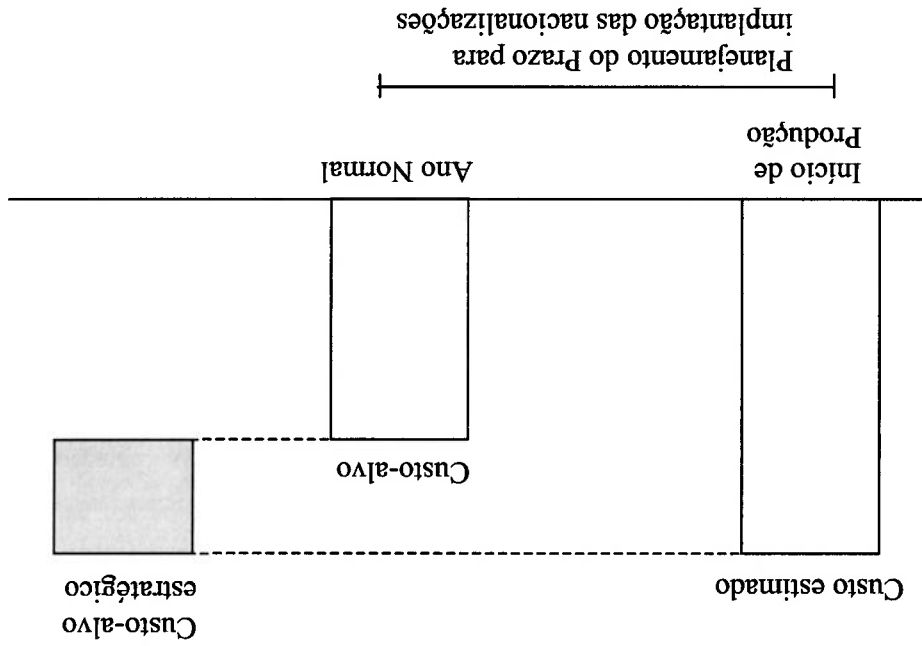 Custo estimado
Custo-alvo
estratégico
Custo-alvo
Início de
Produção
Ano Normal
Planejamento do Prazo para
implantação das nacionalizações